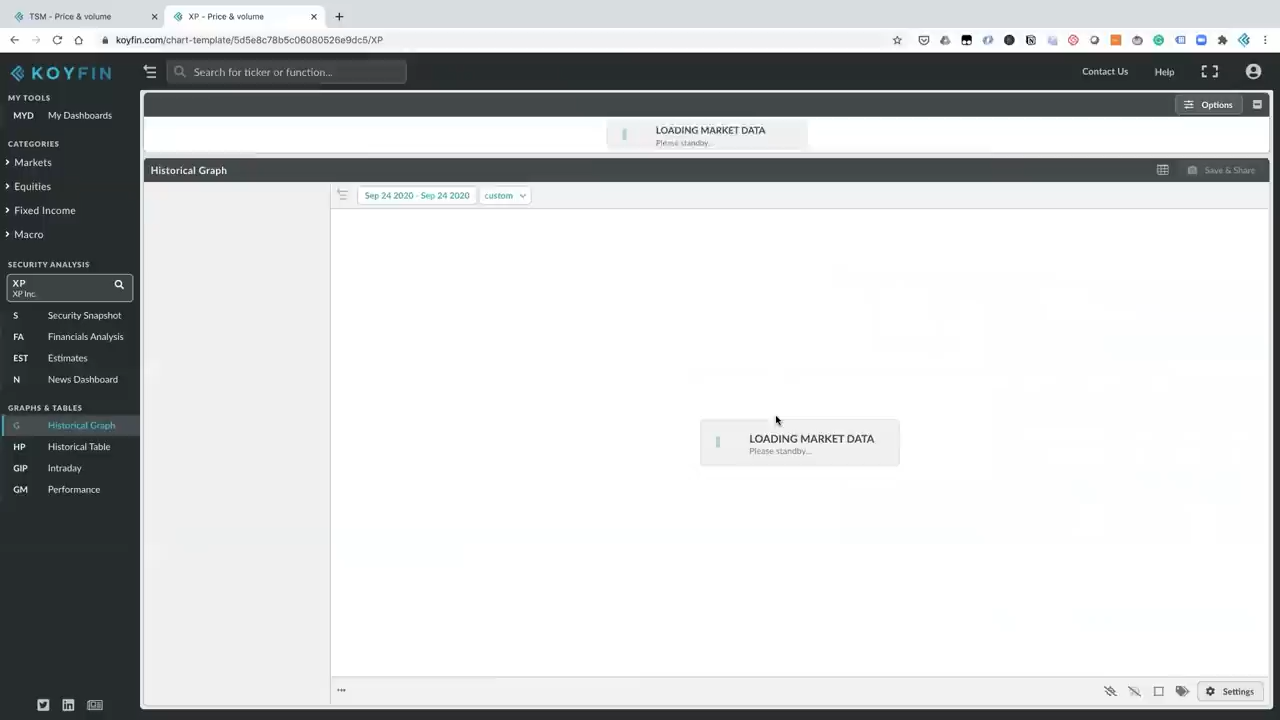 TSM - Price & volume
XP - Price & volume
koyfin.com/chart-template/5d5e8c78b5c06080526e9dc5/XP
KOYFIN
Search for ticker or function...
Contact Us
Help
MY TOOLS
MYD My Dashboards
CATEGORIES
Markets
Equities
Fixed Income
Macro
SECURITY ANALYSIS
XP
XP Inc.
S Security Snapshot
FA Financials Analysis
EST Estimates
N News Dashboard
GRAPHS & TABLES
G Historical Graph
HP Historical Table
GIP Intraday
GM Performance
Options
LOADING MARKET DATA
Please standby...
Historical Graph
Save & Share
Sep 24 2020 - Sep 24 2020
custom
LOADING MARKET DATA
Please standby...
Settings